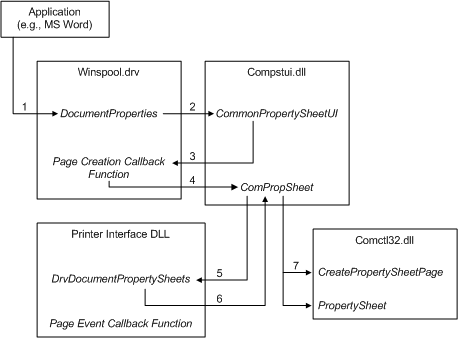 Application
(e.g., MS Word)
Winspool.drv
Compstui.dll
1
DocumentProperties
2
CommonPropertySheetUI
3
Page Creation Callback
Function
4
ComPropSheet
Printer Interface DLL
Comctl32.dll
5
7
DrvDocumentPropertySheets
CreatePropertySheetPage
6
PropertySheet
Page Event Callback Function